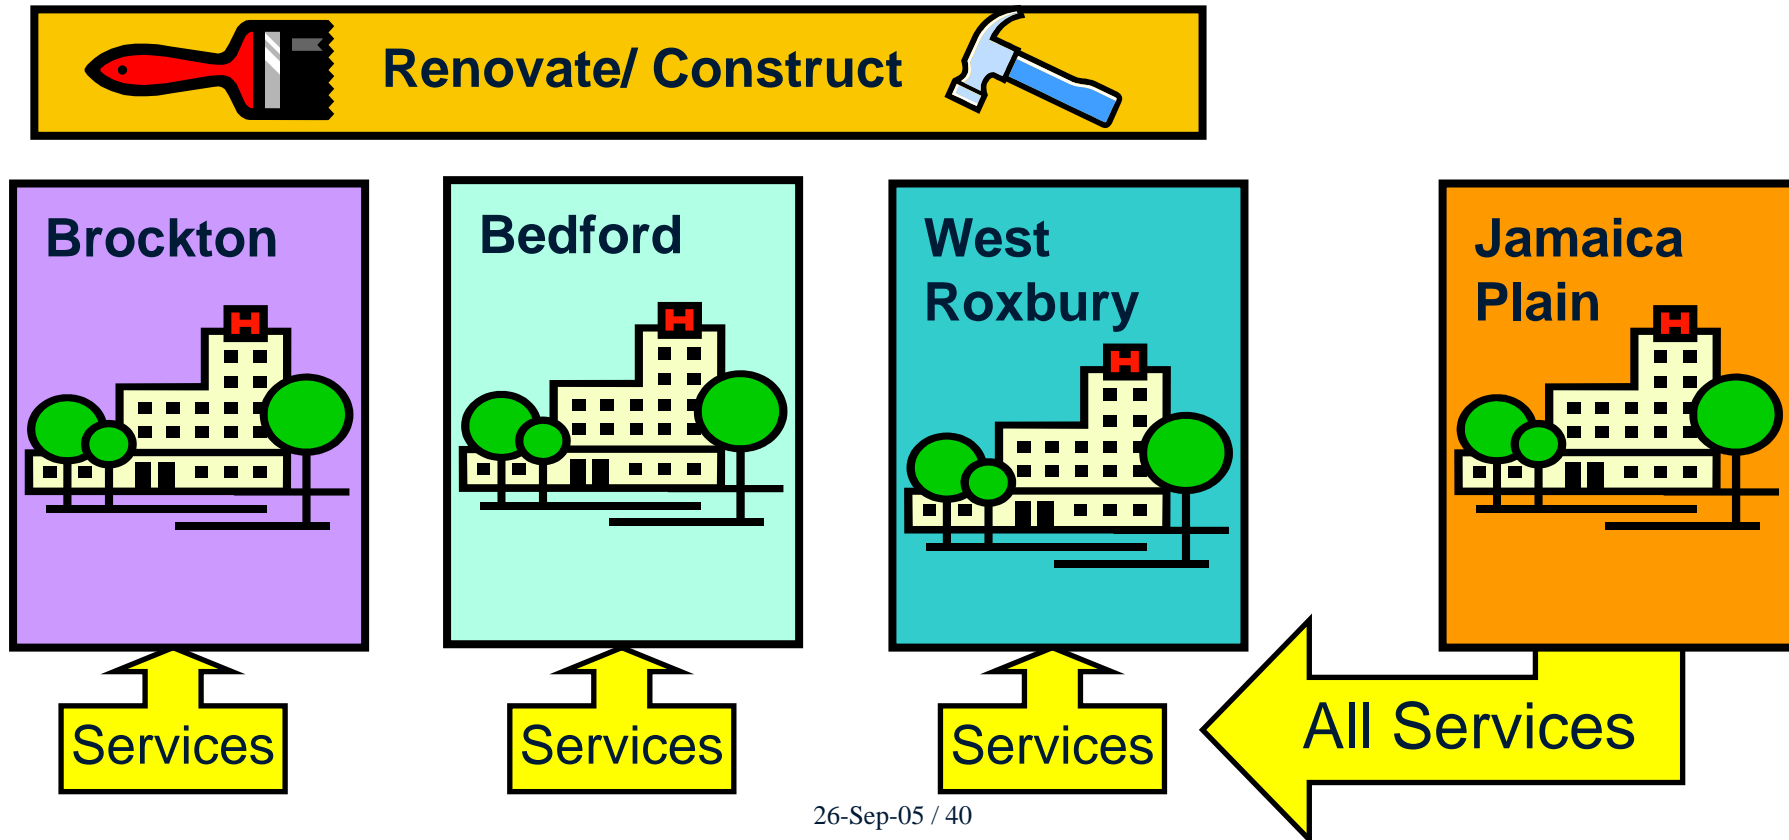 Renovate/ Construct
Brockton
Bedford
West
Roxbury
Jamaica
Plain
H
H
H
H
Services
Services
Services
All Services
26-Sep-05 / 40